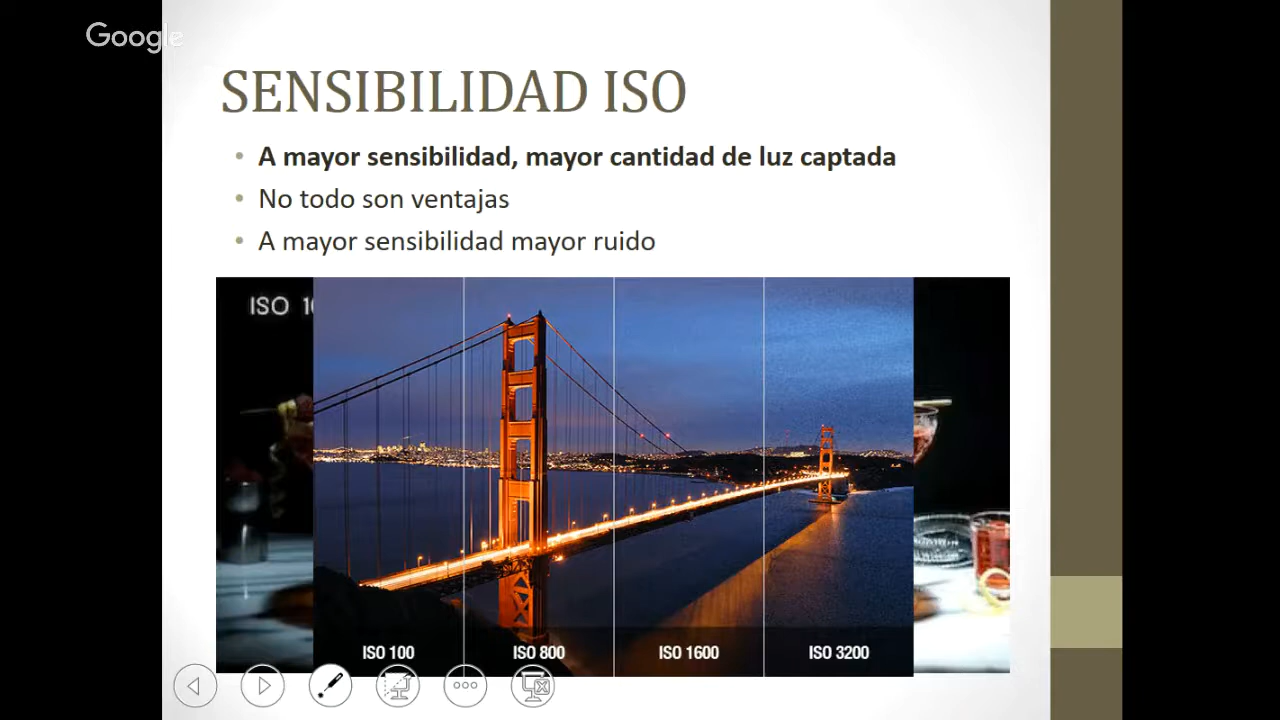 Google
SENSIBILIDAD ISO
• A mayor sensibilidad, mayor cantidad de luz captada
• No todo son ventajas
• A mayor sensibilidad mayor ruido
ISO
ISO 100 ISO 800 ISO 1600 ISO 3200